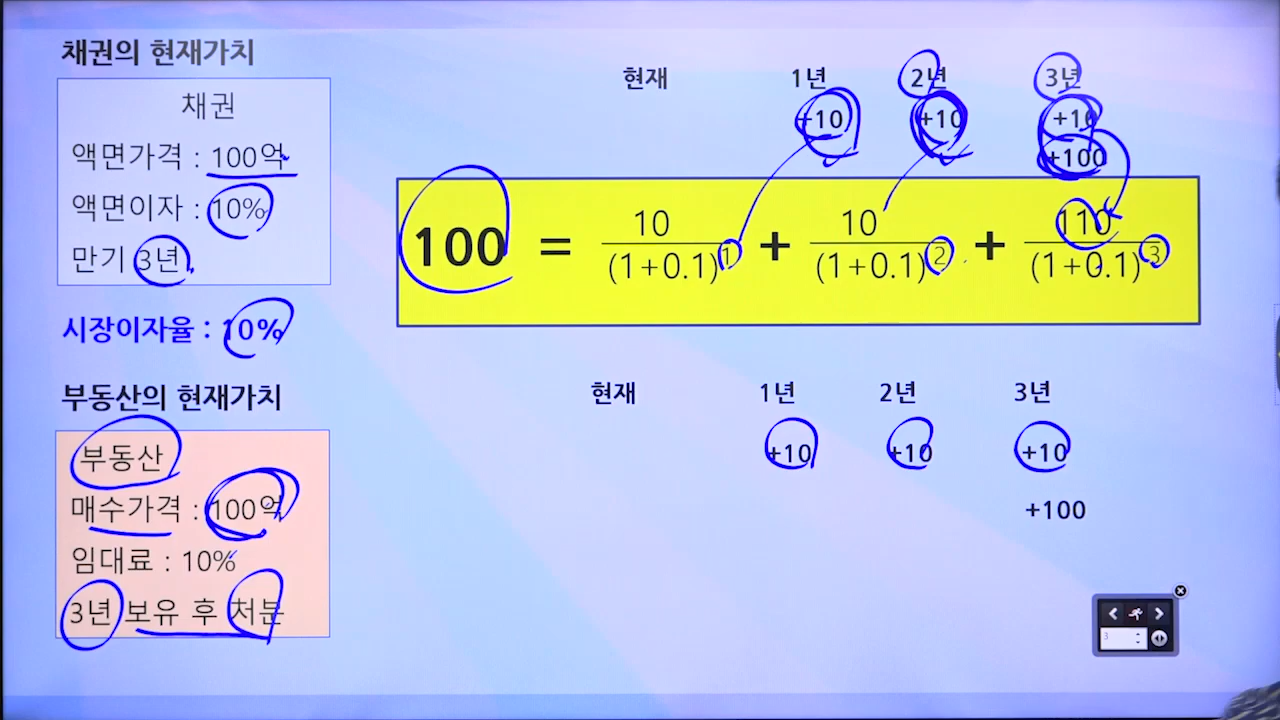 채권의 현재가치
채권
액면가격 : 100억
액면이자 : 10%
만기 3년
시장이자율 : 10%
현재 1년 2년 3년
+10 +10 +10
+100
100 = 10/(1+0.1)^1 + 10/(1+0.1)^2 + 110/(1+0.1)^3
부동산의 현재가치
부동산
매수가격 : 100억
임대료 : 10%
3년 보유 후 처분
현재 1년 2년 3년
+10 +10 +10
+100
3